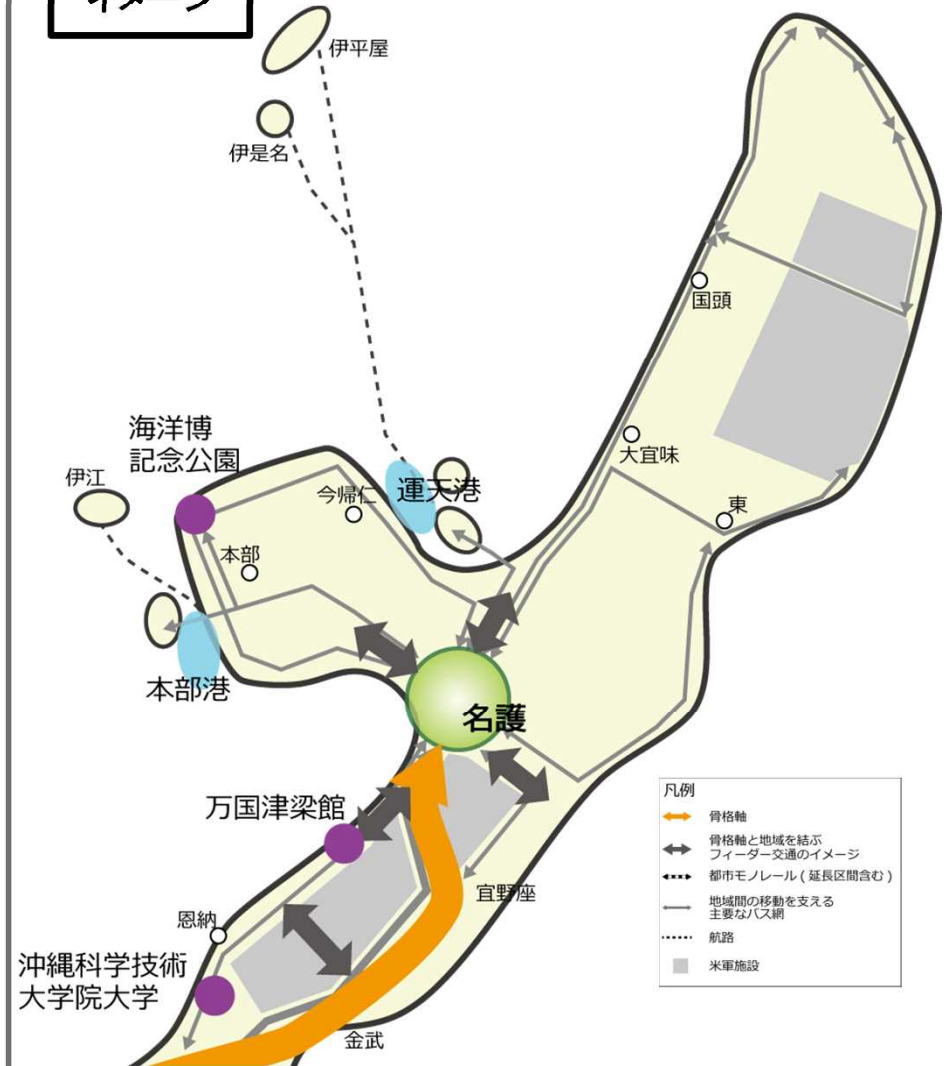 イメージ
伊平屋
伊是名
国頭
海洋博
記念公園
大宜味
伊江
今帰仁
運天港
東
本部
本部港
名護
万国津梁館
宜野座
恩納
沖縄科学技術
大学院大学
金武
凡例
骨格軸
骨格軸と地域を結ぶ
フィーダー交通のイメージ
都市モノレール ( 延長区間含む )
地域間の移動を支える
主要なバス網
航路
米軍施設